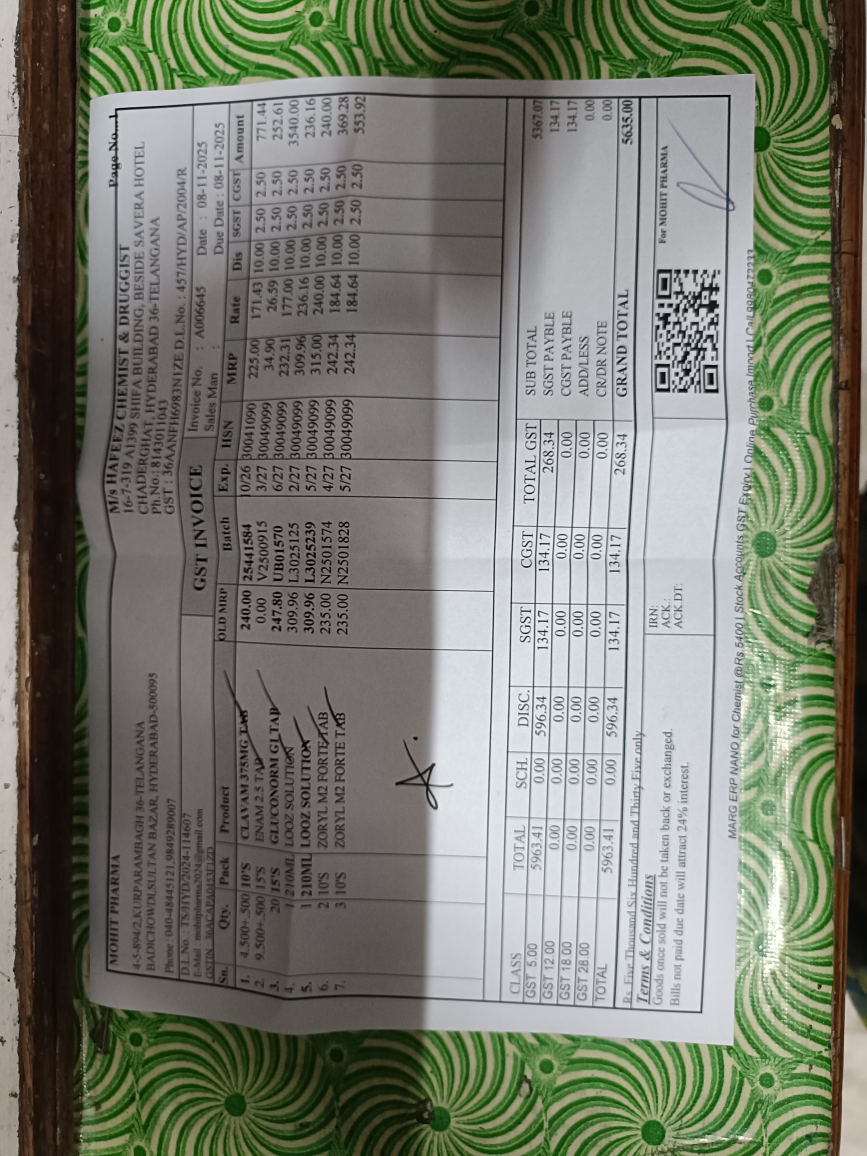 MOHIT PHARMA
4-5-894/2,KURPARAMBAGH 36-TELANGANA
BADICHOWDI,SULTAN BAZAR, HYDERABAD-500095
Phone : 040-48445121,9849289007
D.L.No. : TS/HYD/2024-114607
E-Mail : mohitpharma2024@gmail.com
M/s HAFEEZ CHEMIST & DRUGGIST
Page No...1
16-7-319 A1399 SHIFA BUILDING, BESIDE SAVERA HOTEL
CHADERGHAT, HYDERABAD 36-TELANGANA
Ph.No.: 8143011043
GST : 36AANFH6983N1ZE D.L.No. : 457/HYD/AP/2004/R
GST INVOICE
Invoice No. : A006645 Date : 08-11-2025
Sales Man : Due Date : 08-11-2025
Sn. Qty. Pack Product OLD MRP Batch Exp. HSN MRP Rate Dis SGST CGST Amount
1. 4.500+.500 10'S CLAVAM 375MG TAB 240.00 25441584 10/26 30041090 225.00 171.43 10.00 2.50 2.50 771.44
2. 9.500+.500 15'S ENAM 2.5 TAB 0.00 V2500915 3/27 30049099 34.90 26.59 10.00 2.50 2.50 252.61
3. 20 15'S GLUCONORM G1 TAB 247.80 UB01570 6/27 30049099 232.31 177.00 10.00 2.50 2.50 3540.00
4. 1 210ML LOOZ SOLUTION 309.96 L3025125 2/27 30049099 309.96 236.16 10.00 2.50 2.50 236.16
5. 1 210ML LOOZ SOLUTION 309.96 L3025239 5/27 30049099 315.00 240.00 10.00 2.50 2.50 240.00
6. 2 10'S ZORYL M2 FORTE TAB 235.00 N2501574 4/27 30049099 242.34 184.64 10.00 2.50 2.50 369.28
7. 3 10'S ZORYL M2 FORTE TAB 235.00 N2501828 5/27 30049099 242.34 184.64 10.00 2.50 2.50 553.92
CLASS TOTAL SCH. DISC. SGST CGST TOTAL GST
GST 5.00 5963.41 0.00 596.34 134.17 134.17 268.34
GST 12.00 0.00 0.00 0.00 0.00 0.00 0.00
GST 18.00 0.00 0.00 0.00 0.00 0.00 0.00
GST 28.00 0.00 0.00 0.00 0.00 0.00 0.00
TOTAL 5963.41 0.00 596.34 134.17 134.17 268.34
SUB TOTAL 5367.07
SGST PAYBLE 134.17
CGST PAYBLE 134.17
ADD/LESS 0.00
CR/DR NOTE 0.00
GRAND TOTAL 5635.00
Rs. Five Thousand Six Hundred and Thirty Five only
Terms & Conditions
Goods once sold will not be taken back or exchanged.
Bills not paid due date will attract 24% interest.
IRN:
ACK.:
ACK.DT:
For MOHIT PHARMA
MARG ERP NANO for Chemist @Rs.5400 | Stock Accounts GST Expiry | Online Purchase Import | Call 9980472233